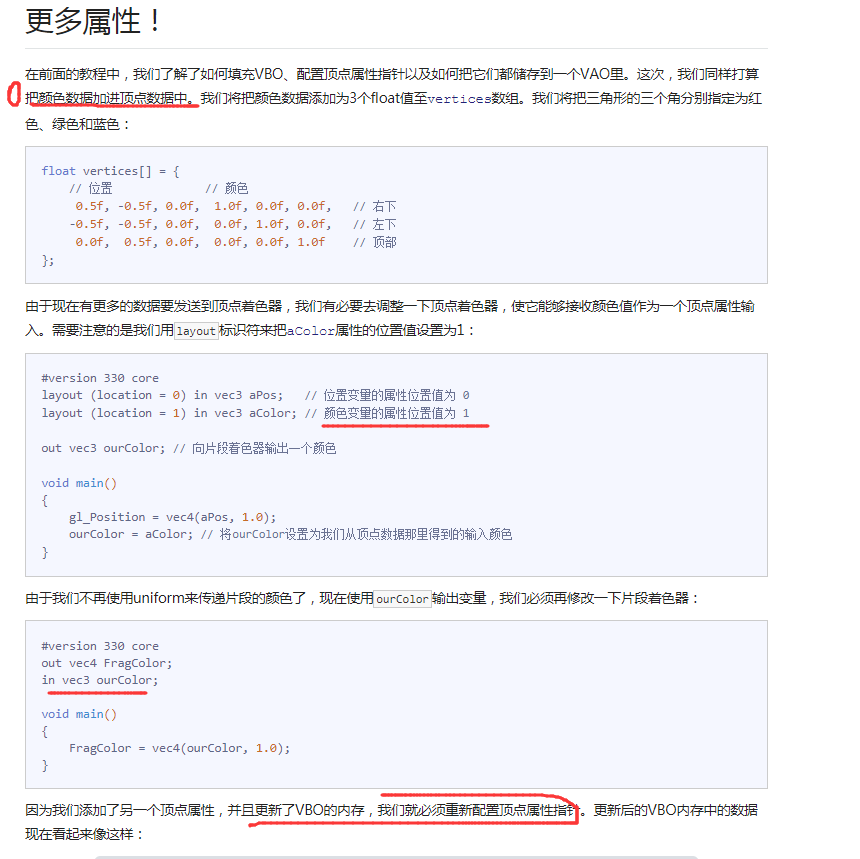 更多属性！
在前面的教程中，我们了解了如何填充VBO、配置顶点属性指针以及如何把它们都储存到一个VAO里。这次，我们同样打算
把颜色数据加进顶点数据中。我们将把颜色数据添加为3个float值至vertices数组。我们将把三角形的三个角分别指定为红
色、绿色和蓝色：
float vertices[] = {
    // 位置              // 颜色
     0.5f, -0.5f, 0.0f,  1.0f, 0.0f, 0.0f,   // 右下
    -0.5f, -0.5f, 0.0f,  0.0f, 1.0f, 0.0f,   // 左下
     0.0f,  0.5f, 0.0f,  0.0f, 0.0f, 1.0f    // 顶部
};
由于现在有更多的数据要发送到顶点着色器，我们有必要去调整一下顶点着色器，使它能够接收颜色值作为一个顶点属性输
入。需要注意的是我们用layout标识符来把aColor属性的位置值设置为1：
#version 330 core
layout (location = 0) in vec3 aPos;   // 位置变量的属性位置值为 0
layout (location = 1) in vec3 aColor; // 颜色变量的属性位置值为 1
out vec3 ourColor; // 向片段着色器输出一个颜色
void main()
{
    gl_Position = vec4(aPos, 1.0);
    ourColor = aColor; // 将ourColor设置为我们从顶点数据那里得到的输入颜色
}
由于我们不再使用uniform来传递片段的颜色了，现在使用ourColor输出变量，我们必须再修改一下片段着色器：
#version 330 core
out vec4 FragColor;
in vec3 ourColor;
void main()
{
    FragColor = vec4(ourColor, 1.0);
}
因为我们添加了另一个顶点属性，并且更新了VBO的内存，我们就必须重新配置顶点属性指针。更新后的VBO内存中的数据
现在看起来像这样：